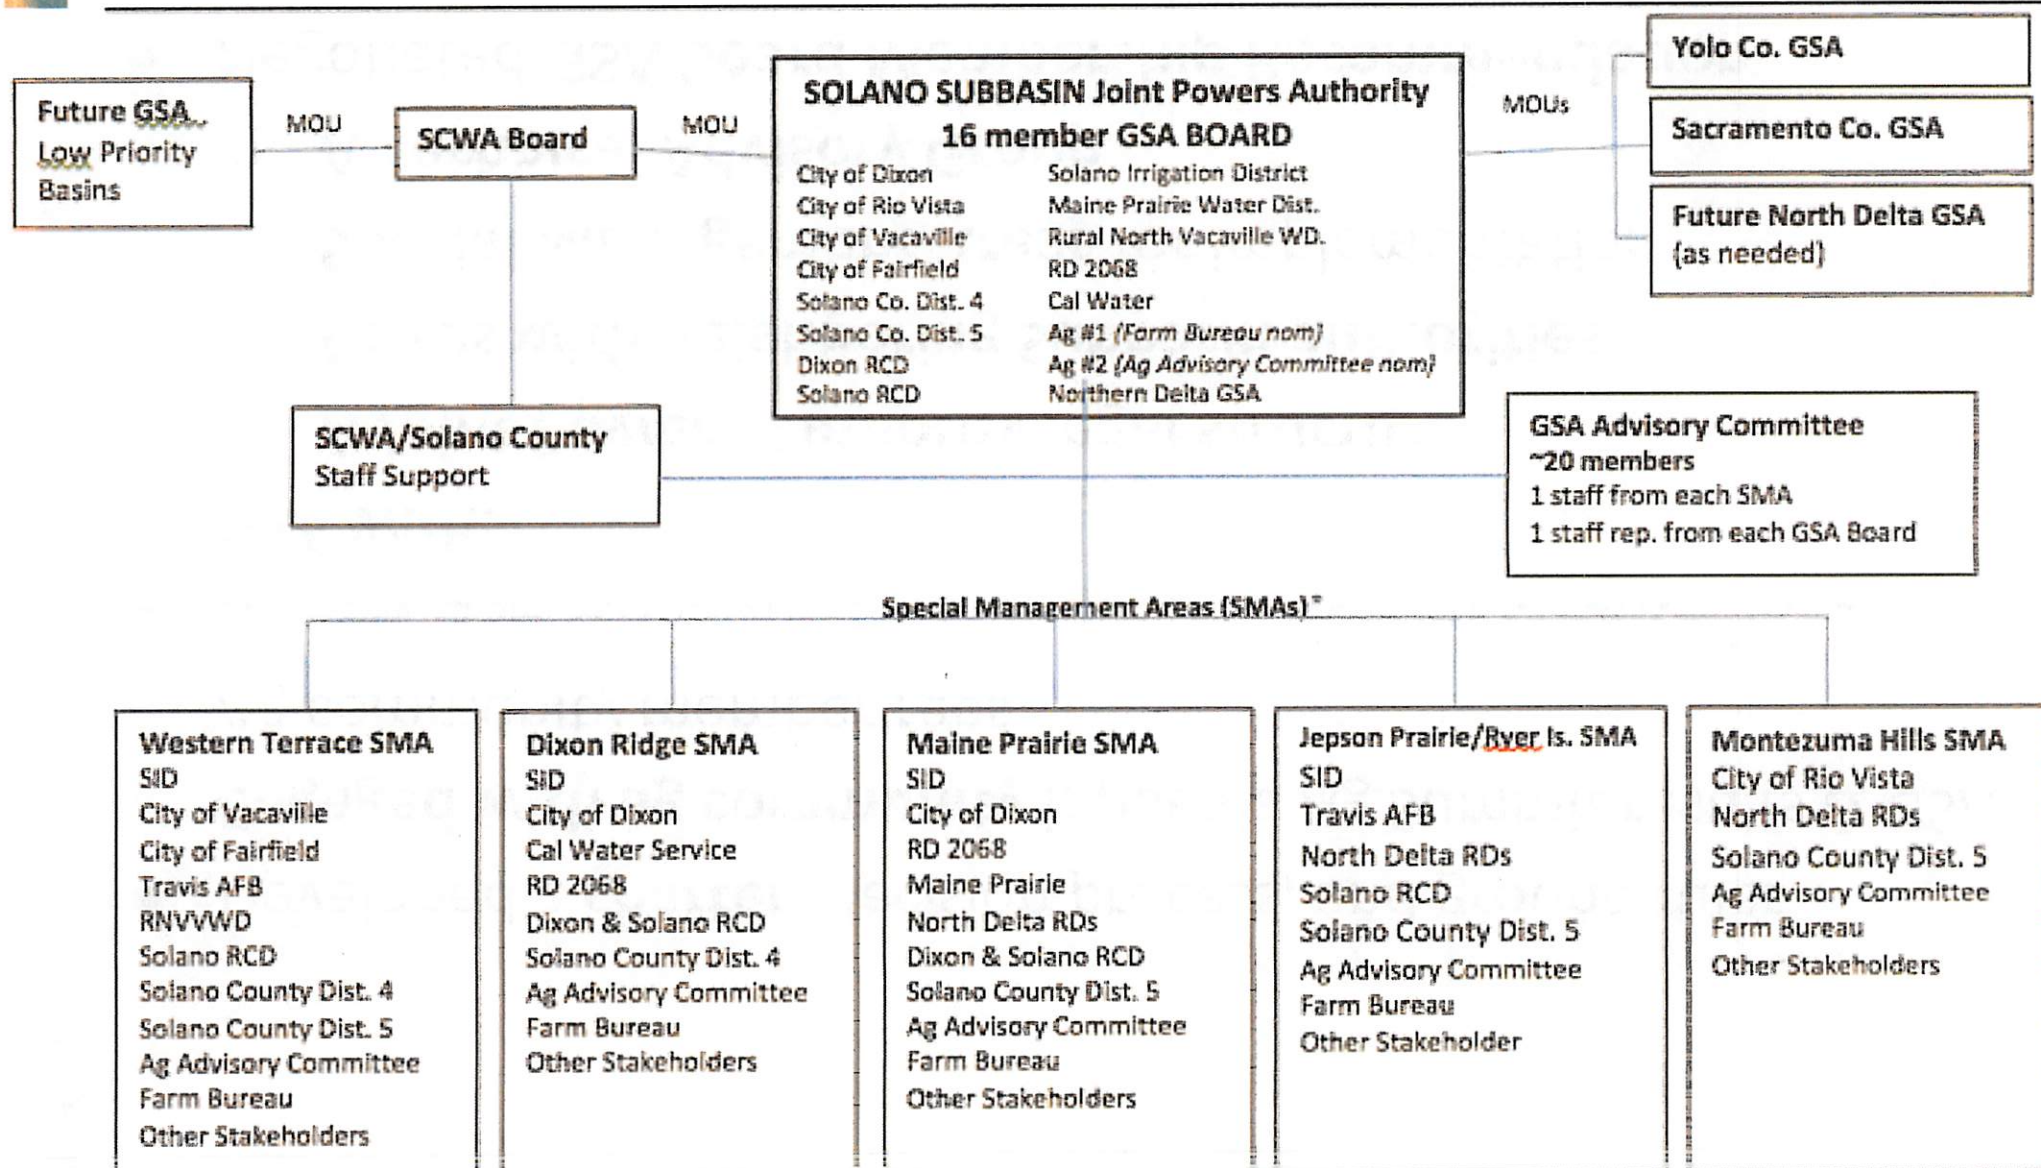 Future GSA
Low Priority
Basins
MOU
SCWA Board
MOU
SOLANO SUBBASIN Joint Powers Authority
16 member GSA BOARD
City of Dixon Solano Irrigation District
City of Rio Vista Maine Prairie Water Dist.
City of Vacaville Rural North Vacaville WD.
City of Fairfield RD 2068
Solano Co. Dist. 4 Cal Water
Solano Co. Dist. 5 Ag #1 (Farm Bureau nom)
Dixon RCD Ag #2 (Ag Advisory Committee nom)
Solano RCD Northern Delta GSA
MOUs
Yolo Co. GSA
Sacramento Co. GSA
Future North Delta GSA
(as needed)
SCWA/Solano County
Staff Support
GSA Advisory Committee
~20 members
1 staff from each SMA
1 staff rep. from each GSA Board
Special Management Areas (SMAs)
Western Terrace SMA
SID
City of Vacaville
City of Fairfield
Travis AFB
RNVVWD
Solano RCD
Solano County Dist. 4
Solano County Dist. 5
Ag Advisory Committee
Farm Bureau
Other Stakeholders
Dixon Ridge SMA
SID
City of Dixon
Cal Water Service
RD 2068
Dixon & Solano RCD
Solano County Dist. 4
Ag Advisory Committee
Farm Bureau
Other Stakeholders
Maine Prairie SMA
SID
City of Dixon
RD 2068
Maine Prairie
North Delta RDs
Dixon & Solano RCD
Solano County Dist. 5
Ag Advisory Committee
Farm Bureau
Other Stakeholders
Jepson Prairie/Ryer Is. SMA
SID
Travis AFB
North Delta RDs
Solano RCD
Solano County Dist. 5
Ag Advisory Committee
Farm Bureau
Other Stakeholder
Montezuma Hills SMA
City of Rio Vista
North Delta RDs
Solano County Dist. 5
Ag Advisory Committee
Farm Bureau
Other Stakeholders